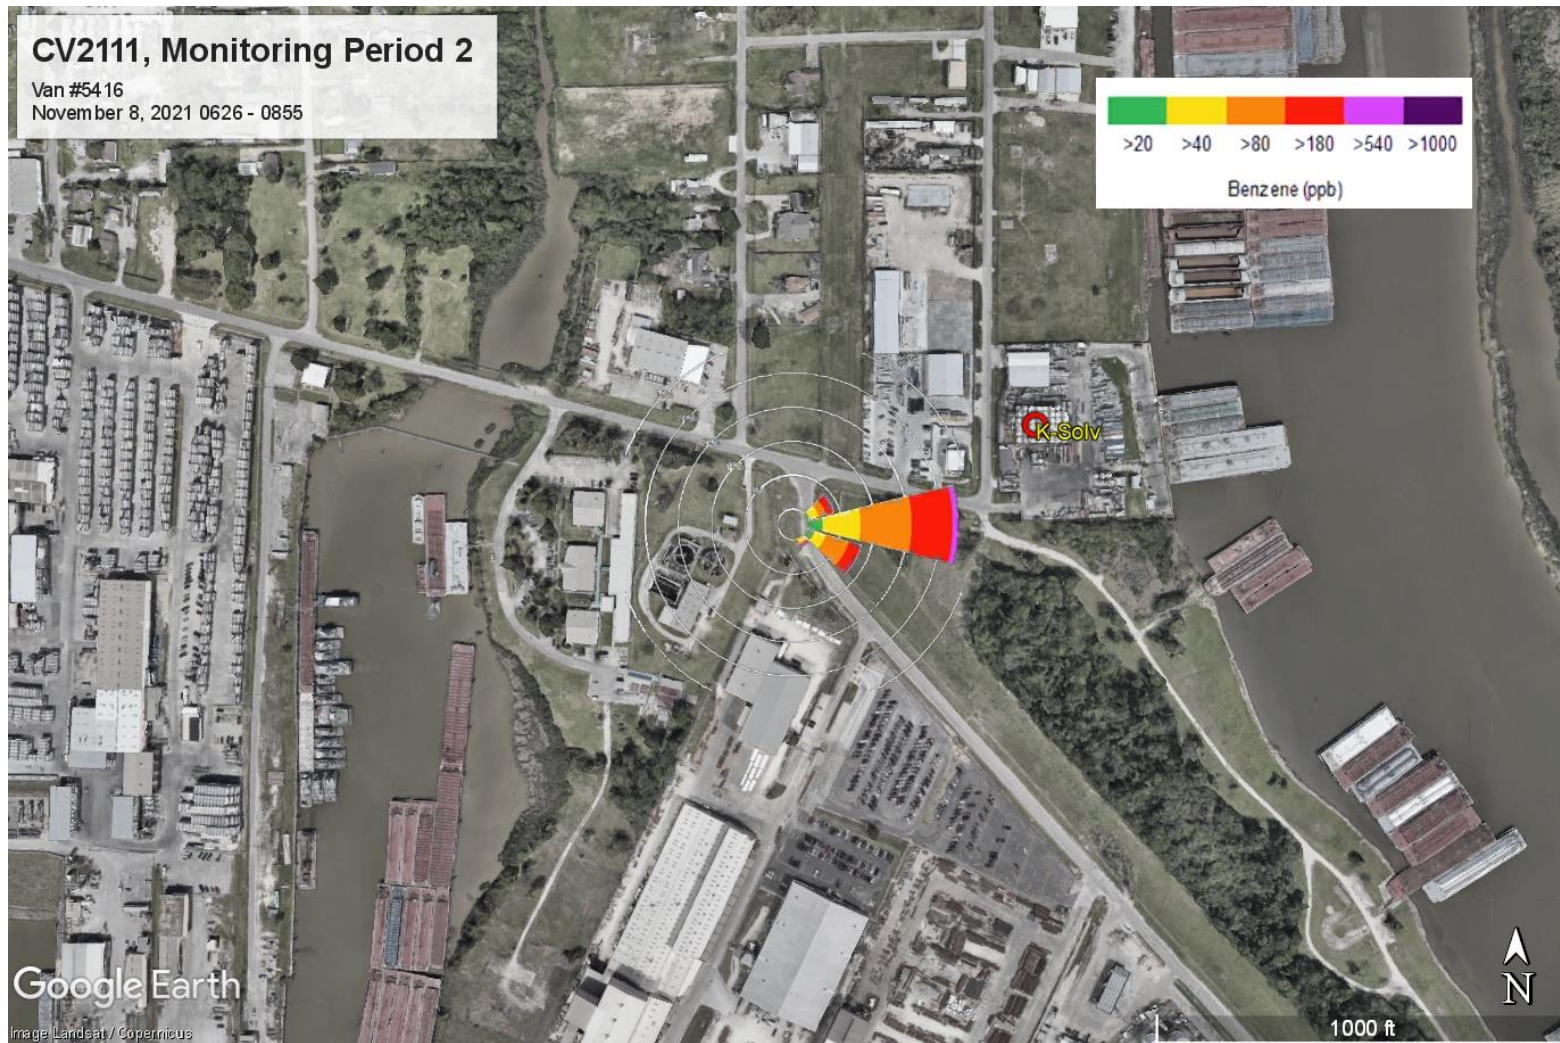 CV2111, Monitoring Period 2
Van #5416
November 8, 2021 0626 - 0855
>20 >40 >80 >180 >540 >1000
Benzene (ppb)
K-Solv
Google Earth
Image Landsat / Copernicus
1000 ft
N